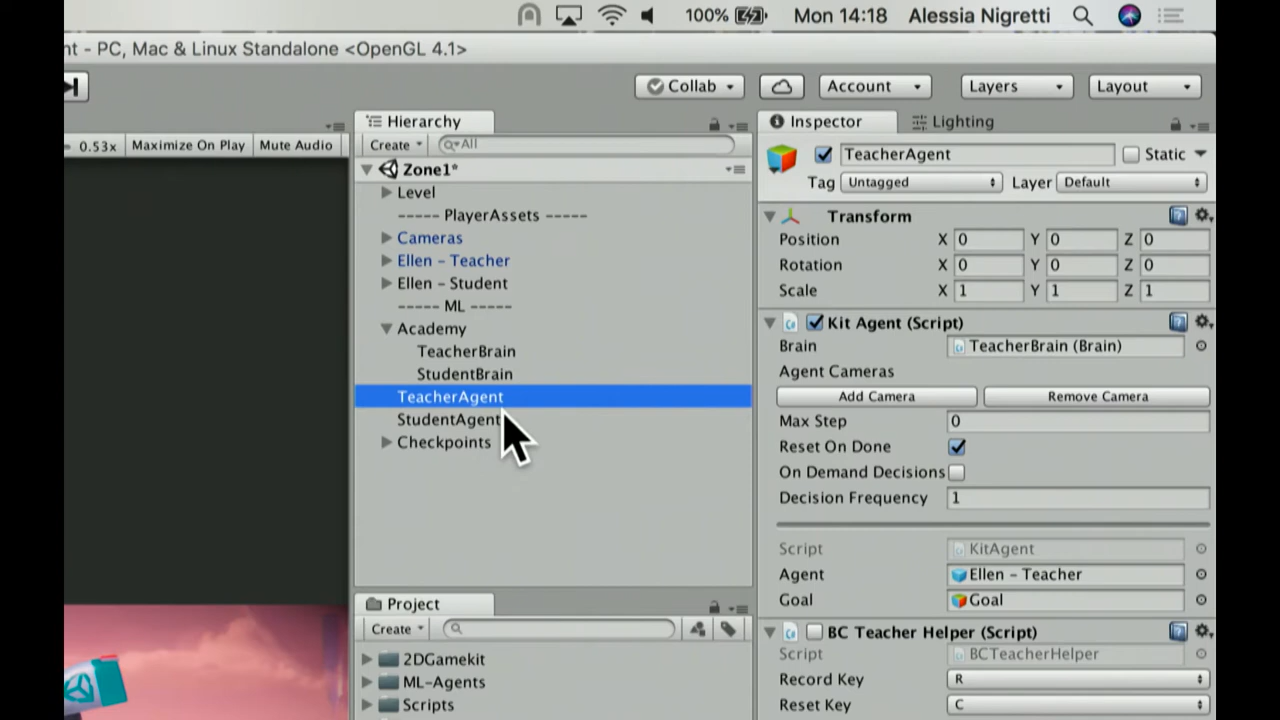 100% Mon 14:18 Alessia Nigretti
nt - PC, Mac & Linux Standalone <OpenGL 4.1>
Collab Account Layers Layout
0.53x Maximize On Play Mute Audio
Hierarchy
Create All
Zone1*
Level
----- PlayerAssets -----
Cameras
Ellen - Teacher
Ellen - Student
----- ML -----
Academy
TeacherBrain
StudentBrain
TeacherAgent
StudentAgent
Checkpoints
Project
Create
2DGamekit
ML-Agents
Scripts
Inspector Lighting
TeacherAgent Static
Tag Untagged Layer Default
Transform
Position X 0 Y 0 Z 0
Rotation X 0 Y 0 Z 0
Scale X 1 Y 1 Z 1
Kit Agent (Script)
Brain TeacherBrain (Brain)
Agent Cameras
Add Camera Remove Camera
Max Step 0
Reset On Done
On Demand Decisions
Decision Frequency 1
Script KitAgent
Agent Ellen - Teacher
Goal Goal
BC Teacher Helper (Script)
Script BCTeacherHelper
Record Key R
Reset Key C